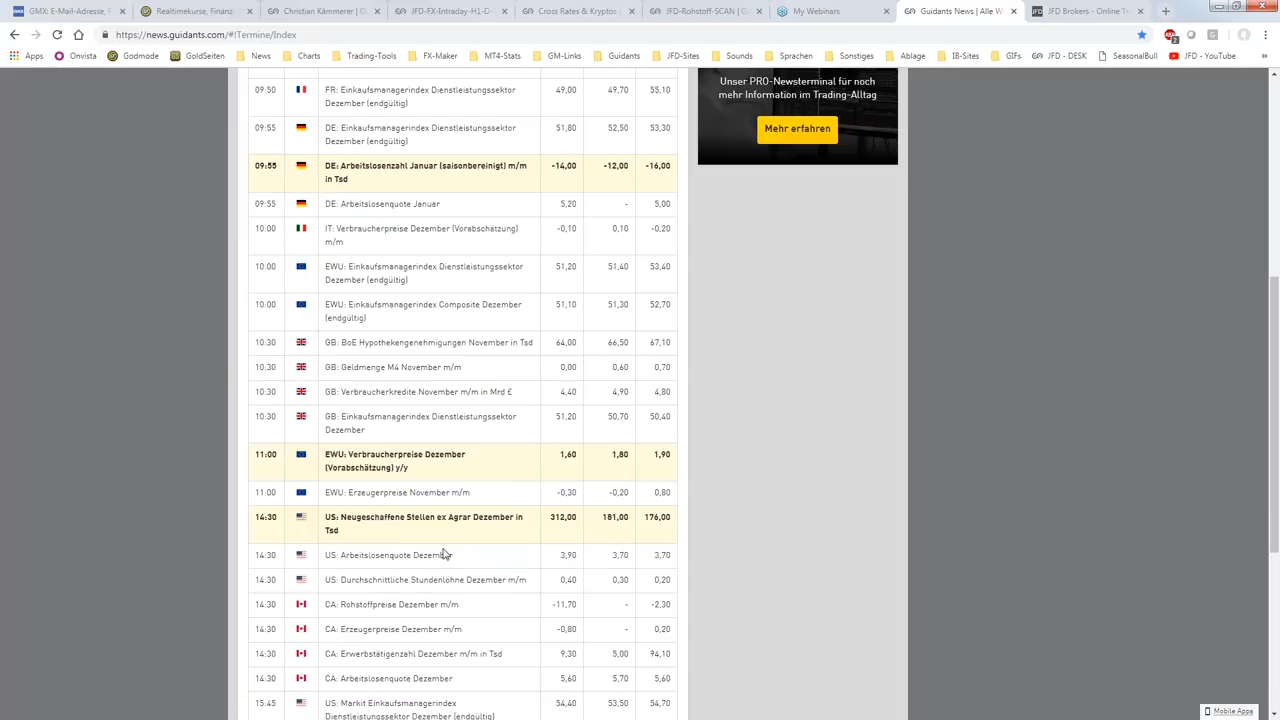 GMX: E-Mail-Adresse, F
Realtimekurse, Finanz-
Christian Kämmerer | G
JFD-FX-Intraday-H1-D-
Cross Rates & Kryptos |
JFD-Rohstoff-SCAN | G
My Webinars
Guidants News | Alle W
JFD Brokers - Online Tr
https://news.guidants.com/#!Termine/Index
Apps
Onvista
Godmode
GoldSeiten
News
Charts
Trading-Tools
FX-Maker
MT4-Stats
GM-Links
Guidants
JFD-Sites
Sounds
Sprachen
Sonstiges
Ablage
IB-Sites
GIFs
JFD - DESK
SeasonalBull
JFD - YouTube
»
09:50 FR: Einkaufsmanagerindex Dienstleistungssektor 49,00 49,70 55,10
Dezember (endgültig)
09:55 DE: Einkaufsmanagerindex Dienstleistungssektor 51,80 52,50 53,30
Dezember (endgültig)
09:55 DE: Arbeitslosenzahl Januar (saisonbereinigt) m/m -14,00 -12,00 -16,00
in Tsd
09:55 DE: Arbeitslosenquote Januar 5,20 - 5,00
10:00 IT: Verbraucherpreise Dezember (Vorabschätzung) -0,10 0,10 -0,20
m/m
10:00 EWU: Einkaufsmanagerindex Dienstleistungssektor 51,20 51,40 53,40
Dezember (endgültig)
10:00 EWU: Einkaufsmanagerindex Composite Dezember 51,10 51,30 52,70
(endgültig)
10:30 GB: BoE Hypothekengenehmigungen November in Tsd 64,00 66,50 67,10
10:30 GB: Geldmenge M4 November m/m 0,00 0,60 0,70
10:30 GB: Verbraucherkredite November m/m in Mrd £ 4,40 4,90 4,80
10:30 GB: Einkaufsmanagerindex Dienstleistungssektor 51,20 50,70 50,40
Dezember
11:00 EWU: Verbraucherpreise Dezember 1,60 1,80 1,90
(Vorabschätzung) y/y
11:00 EWU: Erzeugerpreise November m/m -0,30 -0,20 0,80
14:30 US: Neugeschaffene Stellen ex Agrar Dezember in 312,00 181,00 176,00
Tsd
14:30 US: Arbeitslosenquote Dezember 3,90 3,70 3,70
14:30 US: Durchschnittliche Stundenlöhne Dezember m/m 0,40 0,30 0,20
14:30 CA: Rohstoffpreise Dezember m/m -11,70 - -2,30
14:30 CA: Erzeugerpreise Dezember m/m -0,80 - 0,20
14:30 CA: Erwerbstätigenzahl Dezember m/m in Tsd 9,30 5,00 94,10
14:30 CA: Arbeitslosenquote Dezember 5,60 5,70 5,60
15:45 US: Markit Einkaufsmanagerindex 54,40 53,50 54,70
Dienstleistungssektor Dezember (endgültig)
Unser PRO-Newsterminal für noch
mehr Information im Trading-Alltag
Mehr erfahren
Mobile Apps